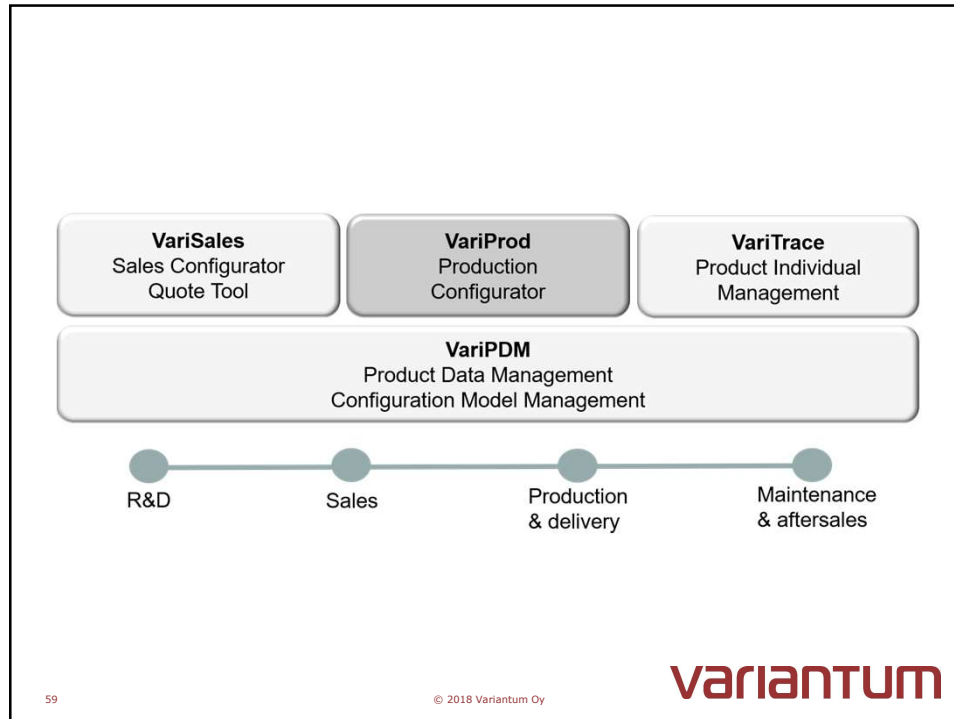 VariSales
Sales Configurator
Quote Tool
VariProd
Production
Configurator
VariTrace
Product Individual
Management
VariPDM
Product Data Management
Configuration Model Management
R&D
Sales
Production
& delivery
Maintenance
& aftersales
59
© 2018 Variantum Oy
variantum